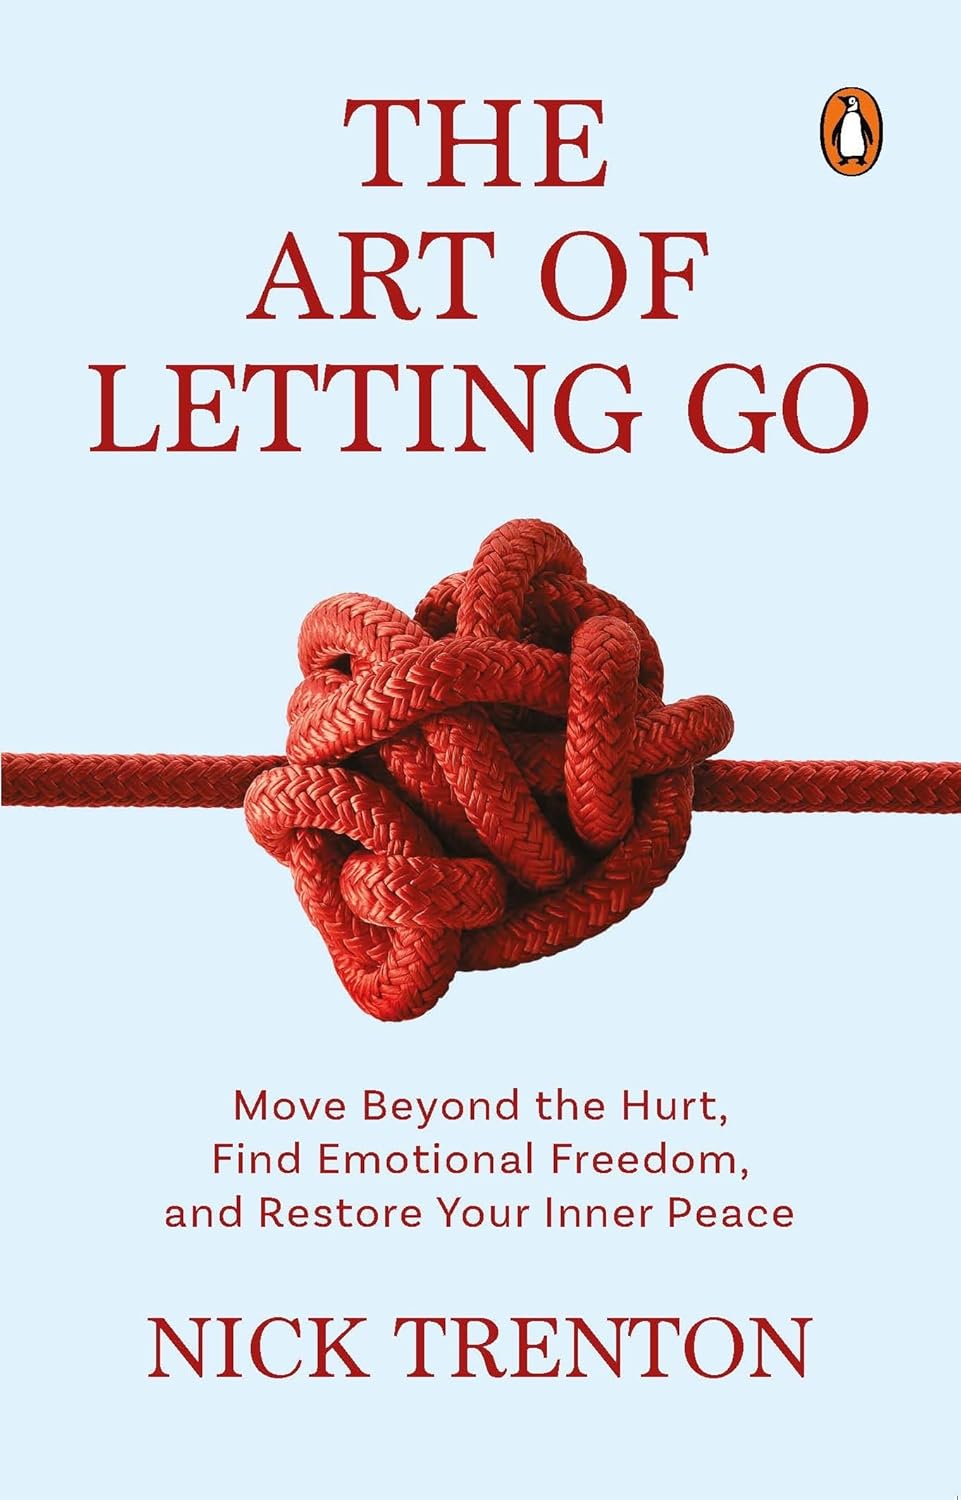 THE
ART OF
LETTING GO
Move Beyond the Hurt,
Find Emotional Freedom,
and Restore Your Inner Peace
NICK TRENTON